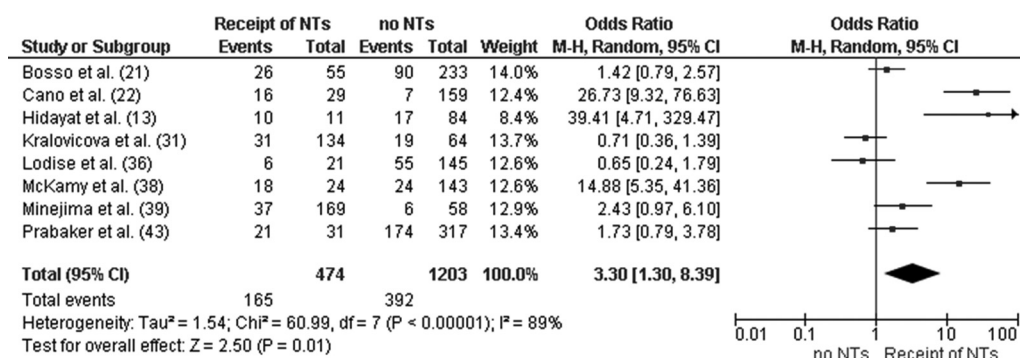 Receipt of NTs no NTs Odds Ratio Odds Ratio
Study or Subgroup Events Total Events Total Weight M-H, Random, 95% CI M-H, Random, 95% CI
Bosso et al. (21) 26 55 90 233 14.0% 1.42 [0.79, 2.57]
Cano et al. (22) 16 29 7 159 12.4% 26.73 [9.32, 76.63]
Hidayat et al. (13) 10 11 17 84 8.4% 39.41 [4.71, 329.47]
Kralovicova et al. (31) 31 134 19 64 13.7% 0.71 [0.36, 1.39]
Lodise et al. (36) 6 21 55 145 12.6% 0.65 [0.24, 1.79]
McKamy et al. (38) 18 24 24 143 12.6% 14.88 [5.35, 41.36]
Minejima et al. (39) 37 169 6 58 12.9% 2.43 [0.97, 6.10]
Prabaker et al. (43) 21 31 174 317 13.4% 1.73 [0.79, 3.78]
Total (95% CI) 474 1203 100.0% 3.30 [1.30, 8.39]
Total events 165 392
Heterogeneity: Tau² = 1.54; Chi² = 60.99, df = 7 (P < 0.00001); I² = 89%
Test for overall effect: Z = 2.50 (P = 0.01)
0.01 0.1 1 10 100
no NTs Receipt of NTs